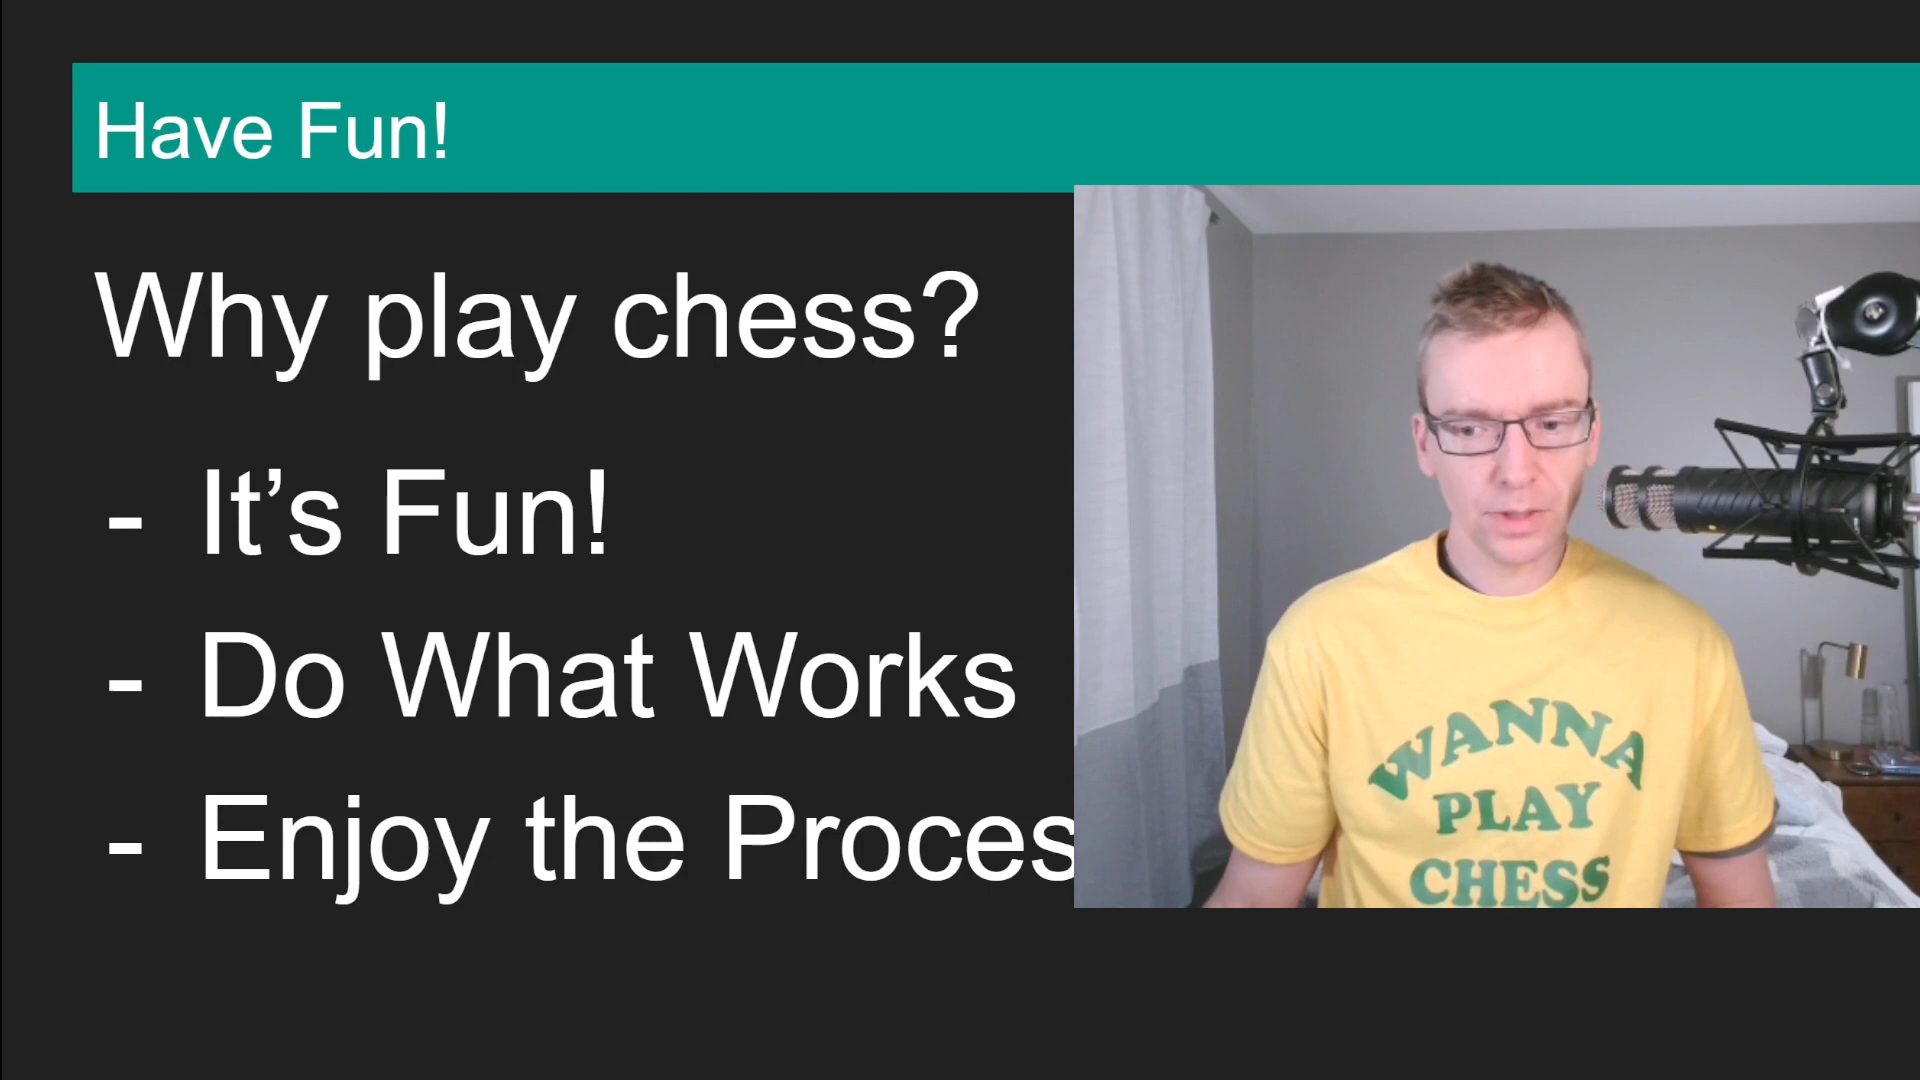 Have Fun!
Why play chess?
- It’s Fun!
- Do What Works
- Enjoy the Proces
WANNA
PLAY
CHESS